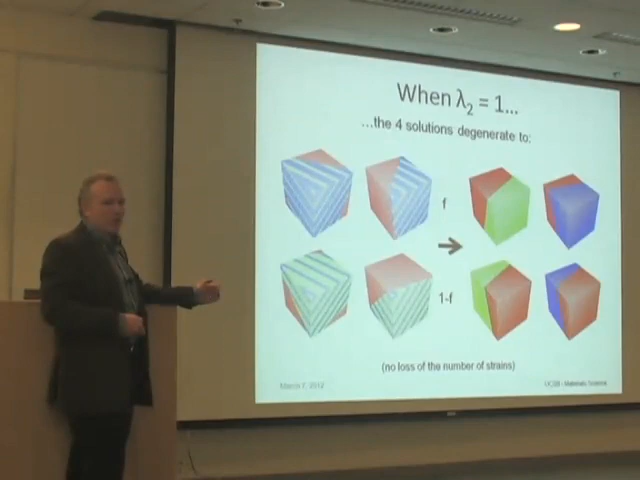 When λ₂ = 1...
...the 4 solutions degenerate to:
f
1-f
(no loss of the number of strains)
March 7, 2012
UCSB - Materials Science